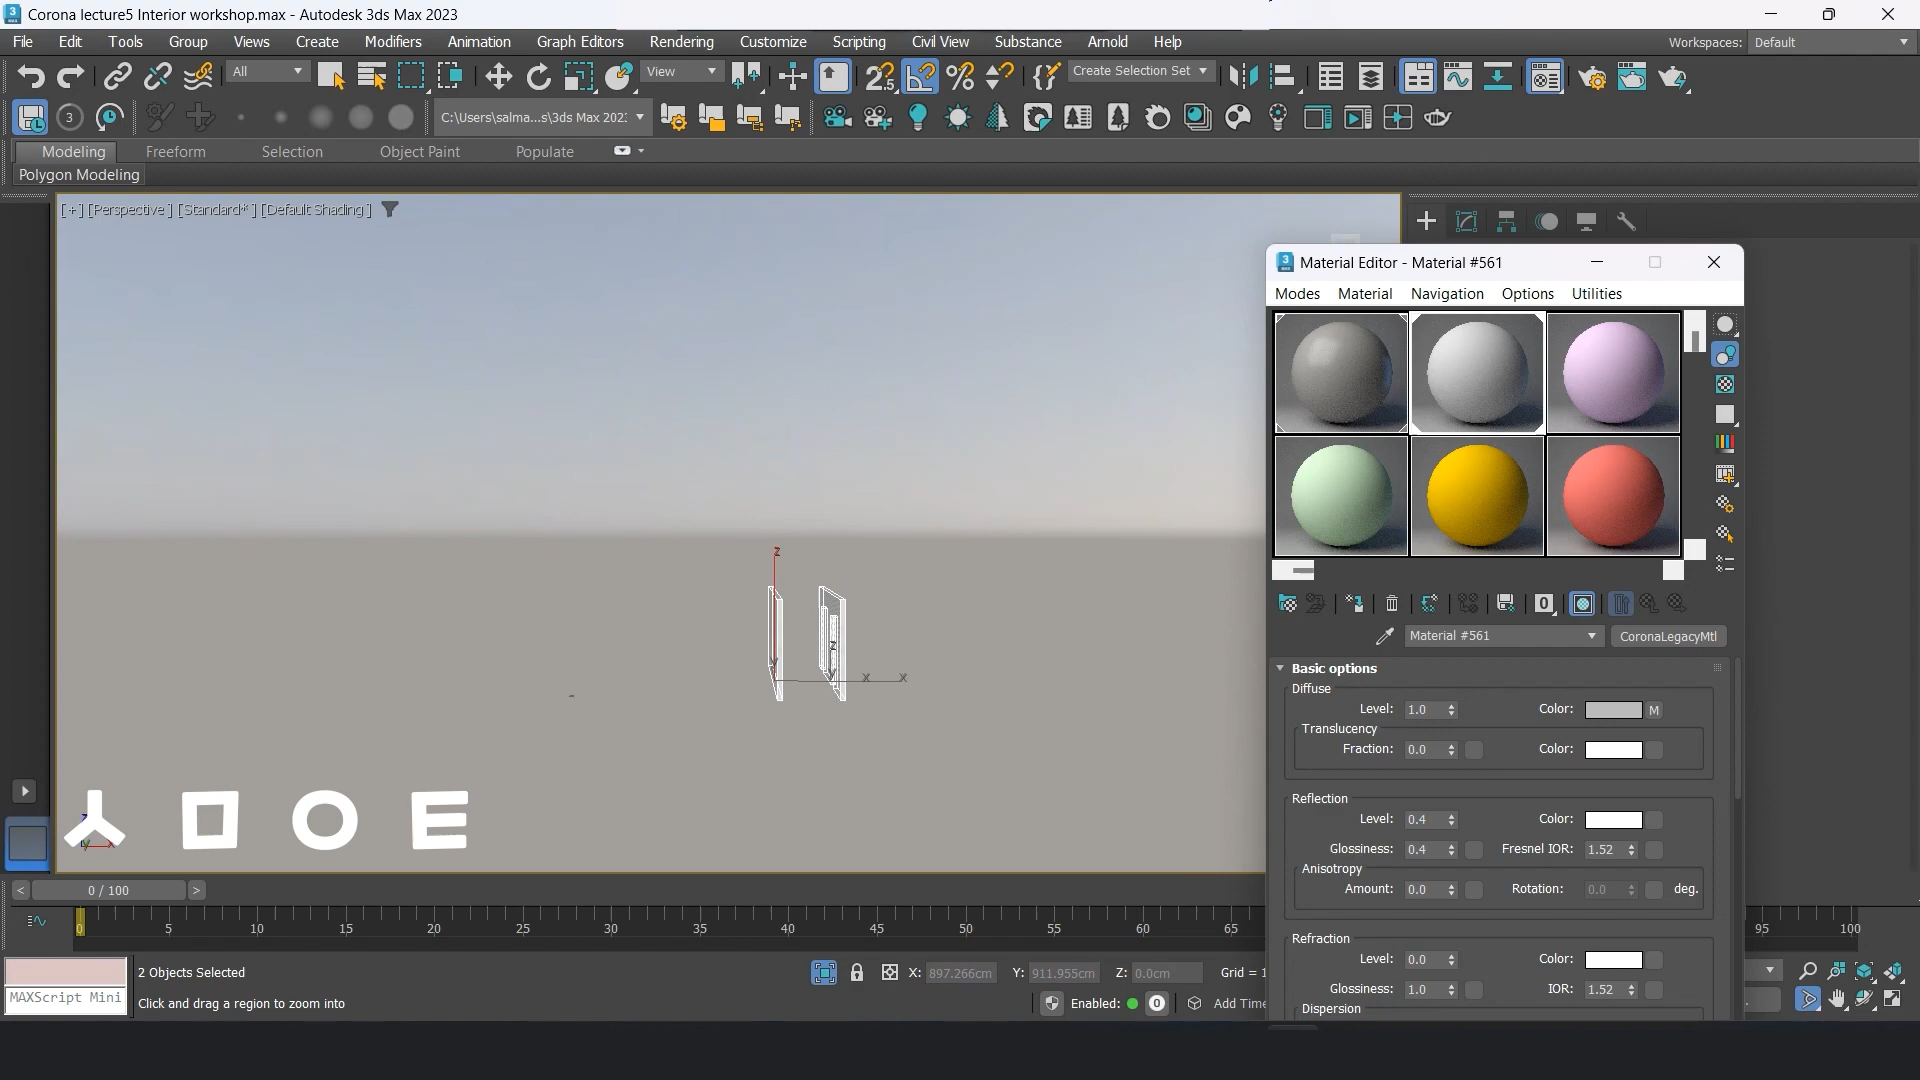 Corona lecture5 Interior workshop.max - Autodesk 3ds Max 2023
File Edit Tools Group Views Create Modifiers Animation Graph Editors Rendering Customize Scripting Civil View Substance Arnold Help
Workspaces: Default
All
View
Create Selection Set
3
C:\Users\salma...s\3ds Max 202
Modeling Freeform Selection Object Paint Populate
Polygon Modeling
[+] [Perspective] [Standard*] [Default Shading]
Material Editor - Material #561
Modes Material Navigation Options Utilities
Material #561 CoronaLegacyMtl
Basic options
Diffuse
Level: 1.0 Color: M
Translucency
Fraction: 0.0 Color:
Reflection
Level: 0.4 Color:
Glossiness: 0.4 Fresnel IOR: 1.52
Anisotropy
Amount: 0.0 Rotation: 0.0 deg.
Refraction
Level: 0.0 Color:
Glossiness: 1.0 IOR: 1.52
Dispersion
z
z
x x
< 0 / 100 >
0 5 10 15 20 25 30 35 40 45 50 55 60 65 95 100
2 Objects Selected
X: 897.266cm Y: 911.955cm Z: 0.0cm Grid = 1
MAXScript Mini
Click and drag a region to zoom into
Enabled: 0 Add Time